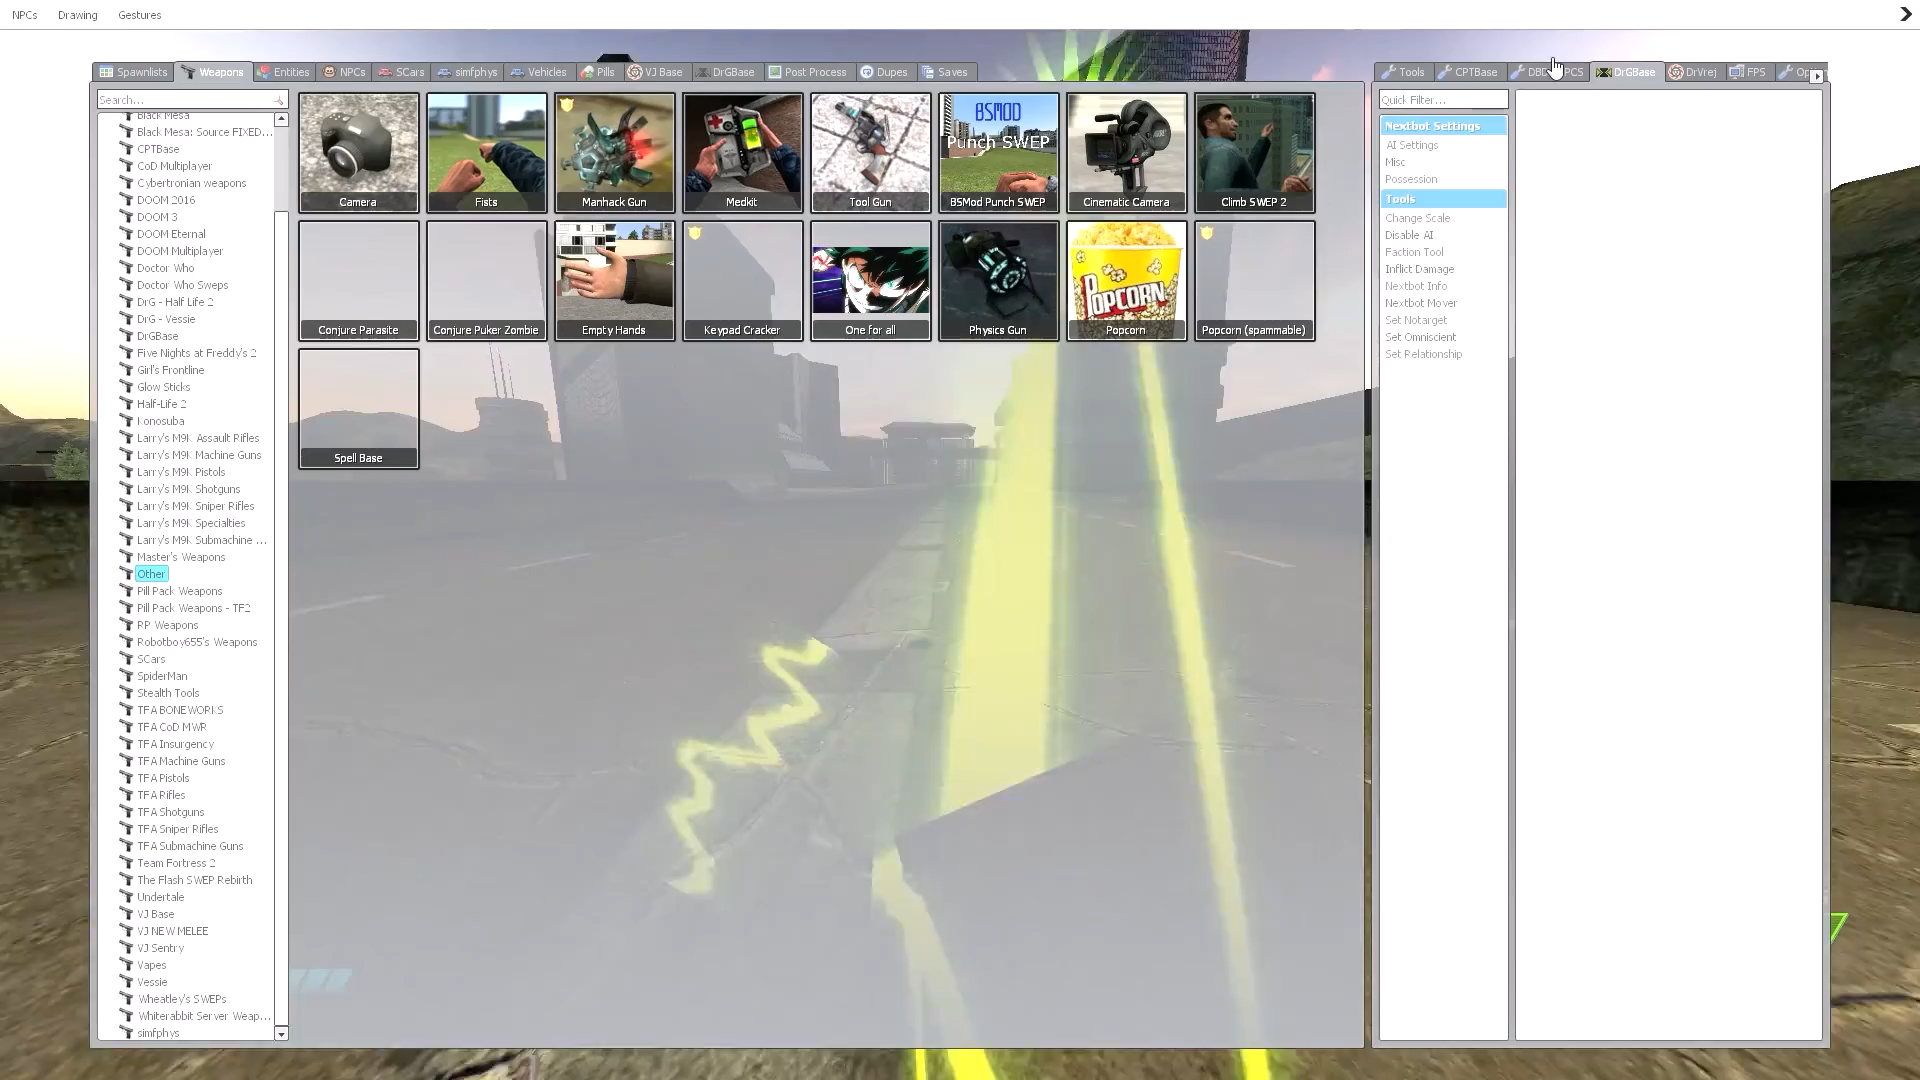 NPCs Drawing Gestures
Spawnlists Weapons Entities NPCs SCars simfphys Vehicles Pills VJ Base DrGBase Post Process Dupes Saves
Tools CPTBase DrGBase DrVrej FPS
Search...
Black Mesa
Black Mesa: Source FIXED...
CPTBase
CoD Multiplayer
Cybertronian weapons
DOOM 2016
DOOM 3
DOOM Eternal
DOOM Multiplayer
Doctor Who
Doctor Who Sweps
DrG - Half Life 2
DrG - Vessie
DrGBase
Five Nights at Freddy's 2
Girl's Frontline
Glow Sticks
Half-Life 2
Konosuba
Larry's M9K Assault Rifles
Larry's M9K Machine Guns
Larry's M9K Pistols
Larry's M9K Shotguns
Larry's M9K Sniper Rifles
Larry's M9K Specialties
Larry's M9K Submachine ...
Master's Weapons
Other
Pill Pack Weapons
Pill Pack Weapons - TF2
RP Weapons
Robotboy655's Weapons
SCars
SpiderMan
Stealth Tools
TFA BONEWORKS
TFA CoD MWR
TFA Insurgency
TFA Machine Guns
TFA Pistols
TFA Rifles
TFA Shotguns
TFA Sniper Rifles
TFA Submachine Guns
Team Fortress 2
The Flash SWEP Rebirth
Undertale
VJ Base
VJ NEW MELEE
VJ Sentry
Vapes
Vessie
Wheatley's SWEPs
Whiterabbit Server Weap...
simfphys
BSMOD
Punch SWEP
Camera Fists Manhack Gun Medkit Tool Gun BSMod Punch SWEP Cinematic Camera Climb SWEP 2
POPCORN
Conjure Parasite Conjure Puker Zombie Empty Hands Keypad Cracker One for all Physics Gun Popcorn Popcorn (spammable)
Spell Base
Quick Filter...
Nextbot Settings
AI Settings
Misc
Possession
Tools
Change Scale
Disable AI
Faction Tool
Inflict Damage
Nextbot Info
Nextbot Mover
Set Notarget
Set Omniscient
Set Relationship